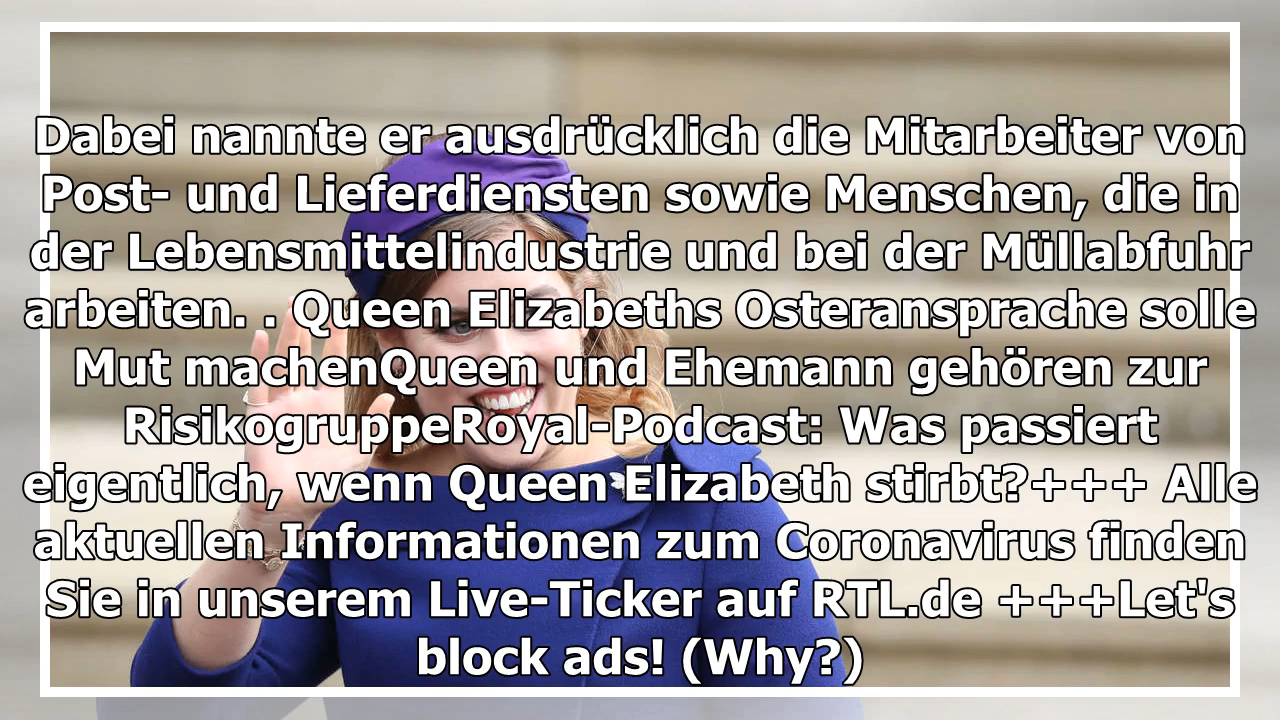 Dabei nannte er ausdrücklich die Mitarbeiter von
Post- und Lieferdiensten sowie Menschen, die in
der Lebensmittelindustrie und bei der Müllabfuhr
arbeiten. . Queen Elizabeths Osteransprache solle
Mut machenQueen und Ehemann gehören zur
RisikogruppeRoyal-Podcast: Was passiert
eigentlich, wenn Queen Elizabeth stirbt?+++ Alle
aktuellen Informationen zum Coronavirus finden
Sie in unserem Live-Ticker auf RTL.de +++Let's
block ads! (Why?)